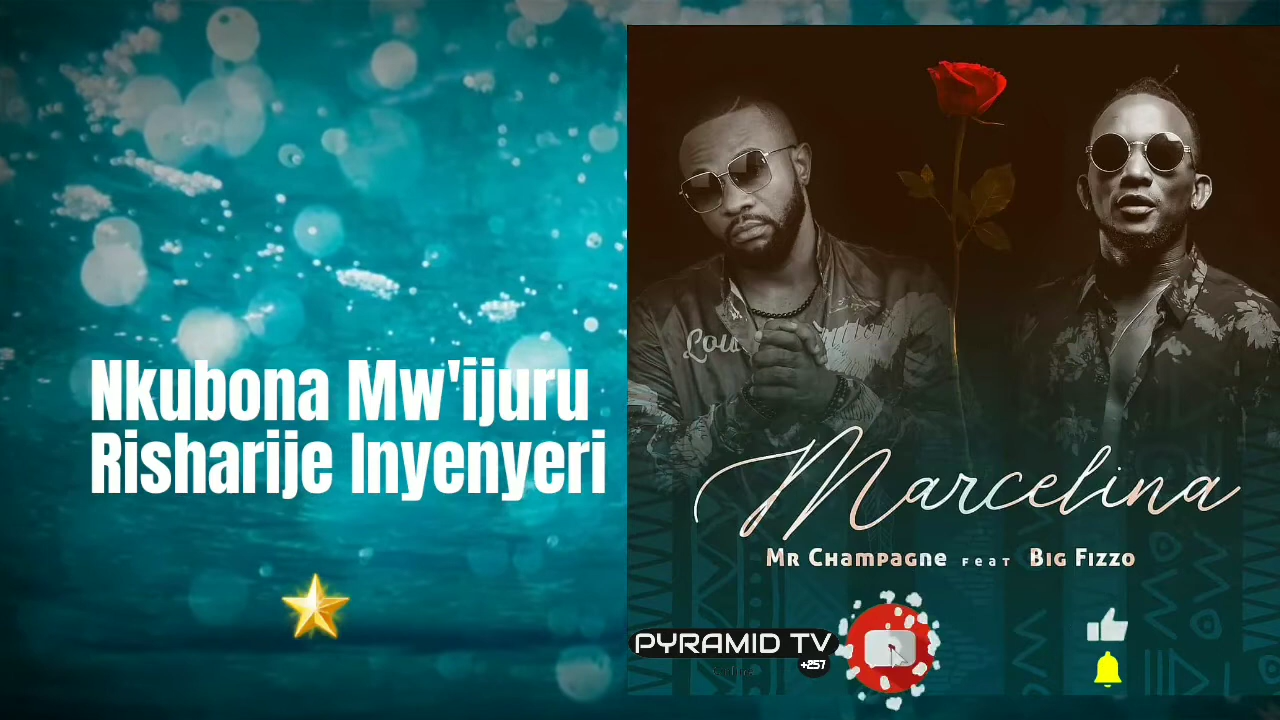 Nkubona Mw'ijuru
Risharije Inyenyeri
Marcelina
MR CHAMPAGNE FEAT BIG FIZZO
PYRAMID TV
+257